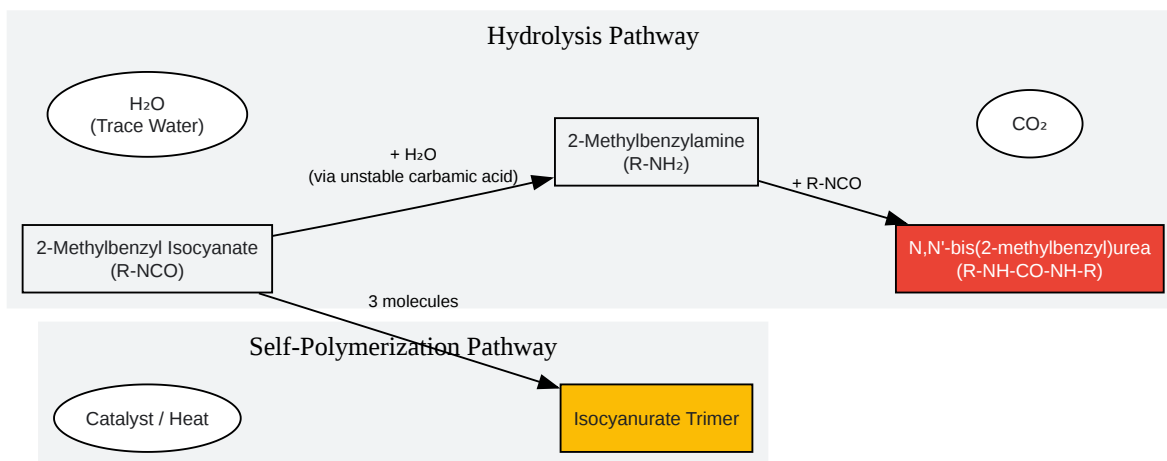 Hydrolysis Pathway
H₂O
(Trace Water)
+ H₂O
(via unstable carbamic acid)
2-Methylbenzylamine
(R-NH₂)
CO₂
+ R-NCO
2-Methylbenzyl Isocyanate
(R-NCO)
N,N'-bis(2-methylbenzyl)urea
(R-NH-CO-NH-R)
3 molecules
Self-Polymerization Pathway
Catalyst / Heat
Isocyanurate Trimer